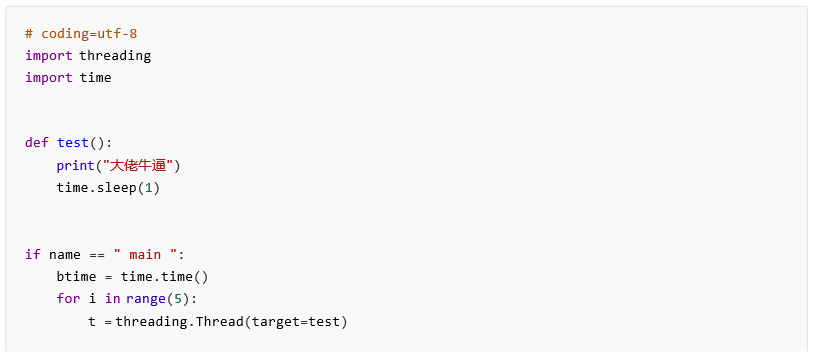 # coding=utf-8
import threading
import time
def test():
    print("大佬牛逼")
    time.sleep(1)
if name == " main ":
    btime = time.time()
    for i in range(5):
        t = threading.Thread(target=test)